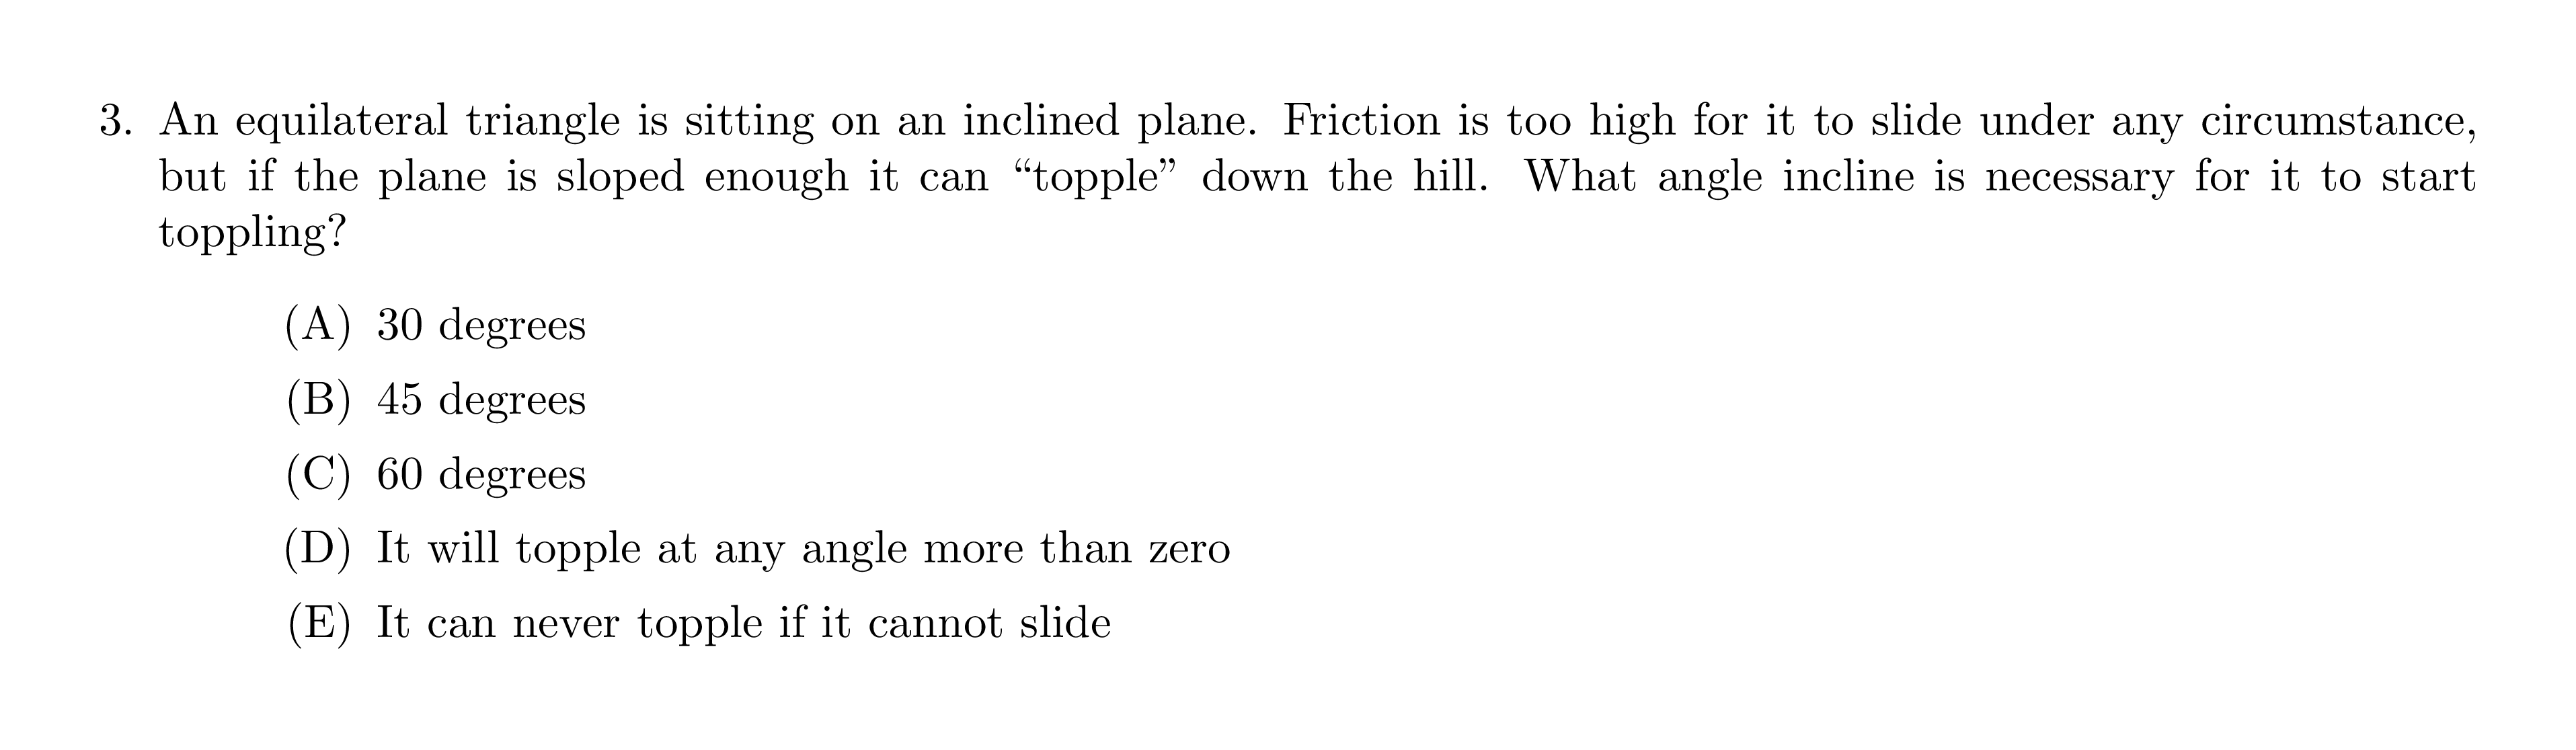 3. An equilateral triangle is sitting on an inclined plane. Friction is too high for it to slide under any circumstance,
but if the plane is sloped enough it can “topple” down the hill. What angle incline is necessary for it to start
toppling?
(A) 30 degrees
(B) 45 degrees
(C) 60 degrees
(D) It will topple at any angle more than zero
(E) It can never topple if it cannot slide